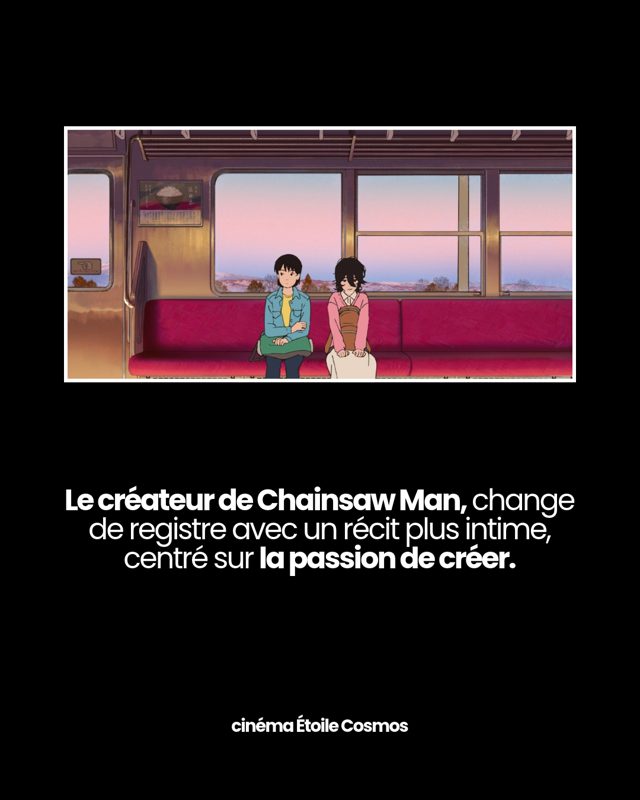 Le créateur de Chainsaw Man, change
de registre avec un récit plus intime,
centré sur la passion de créer.
cinéma Étoile Cosmos